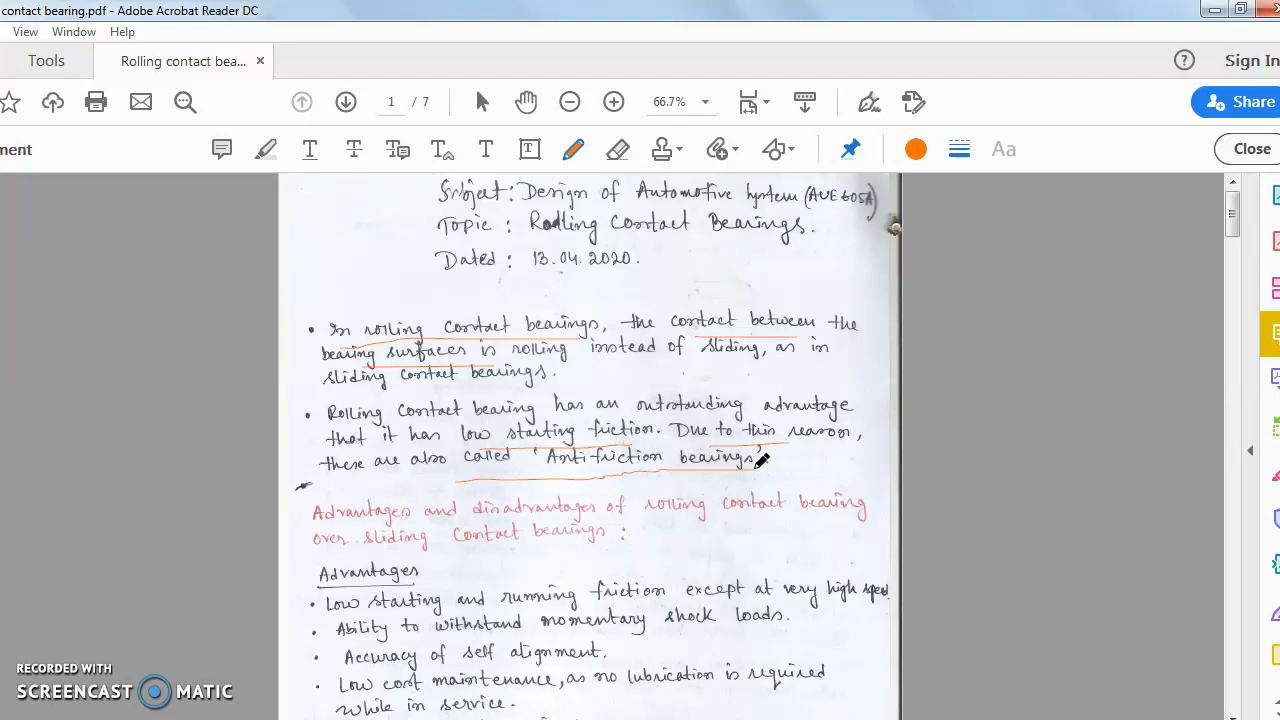 contact bearing.pdf - Adobe Acrobat Reader DC
View Window Help
Tools
Rolling contact bea... ×
Sign In
1 / 7
66.7%
Share
ment
Aa
Close
Subject: Design of Automotive System (AUE 605A)
Topic : Rolling Contact Bearings.
Dated : 13.04.2020.
• In rolling contact bearings, the contact between the
bearing surfaces is rolling instead of sliding, as in
sliding contact bearings.
• Rolling contact bearing has an outstanding advantage
that it has low starting friction. Due to this reason,
these are also called 'Antifriction bearings'
Advantages and disadvantages of rolling contact bearing
over sliding contact bearings :
Advantages
• Low starting and running friction except at very high speed.
• Ability to withstand momentary shock loads.
• Accuracy of self alignment.
• Low cost maintenance, as no lubrication is required
while in service.
RECORDED WITH
SCREENCAST MATIC